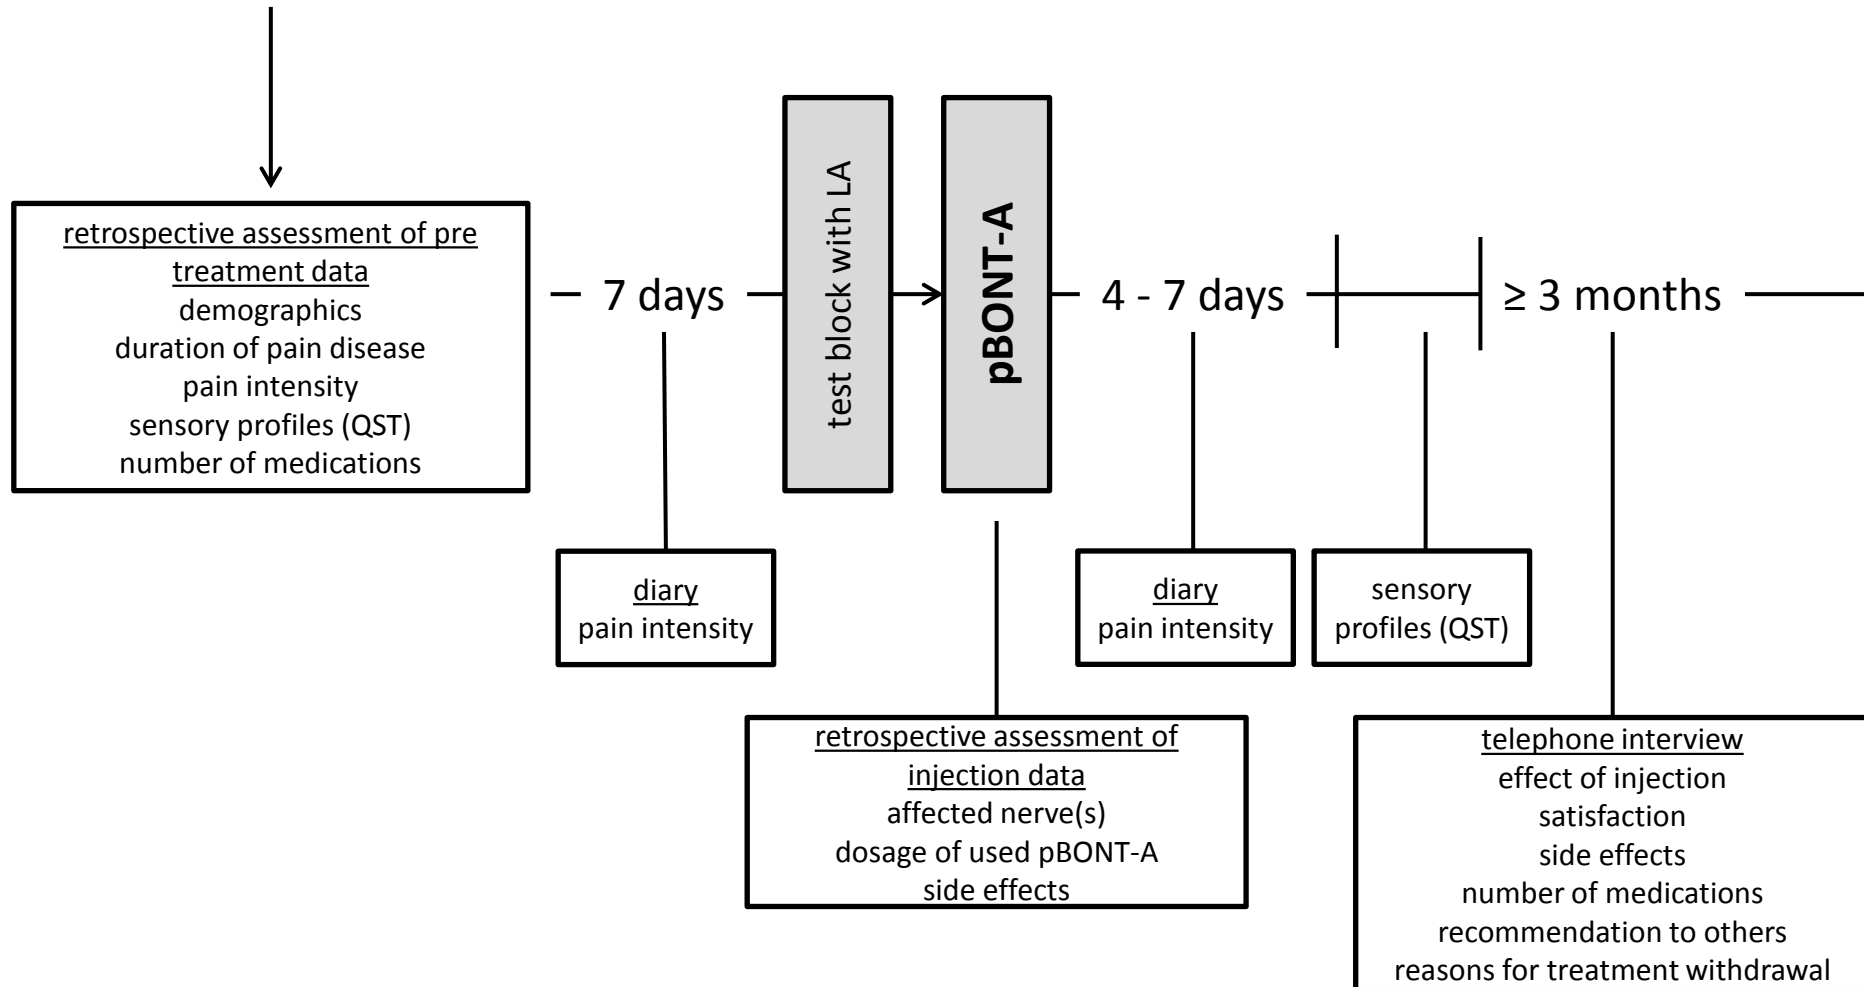 retrospective assessment of pre
treatment data
demographics
duration of pain disease
pain intensity
sensory profiles (QST)
number of medications
7 days
test block with LA
pBONT-A
4 - 7 days
≥ 3 months
diary
pain intensity
diary
pain intensity
sensory
profiles (QST)
retrospective assessment of
injection data
affected nerve(s)
dosage of used pBONT-A
side effects
telephone interview
effect of injection
satisfaction
side effects
number of medications
recommendation to others
reasons for treatment withdrawal